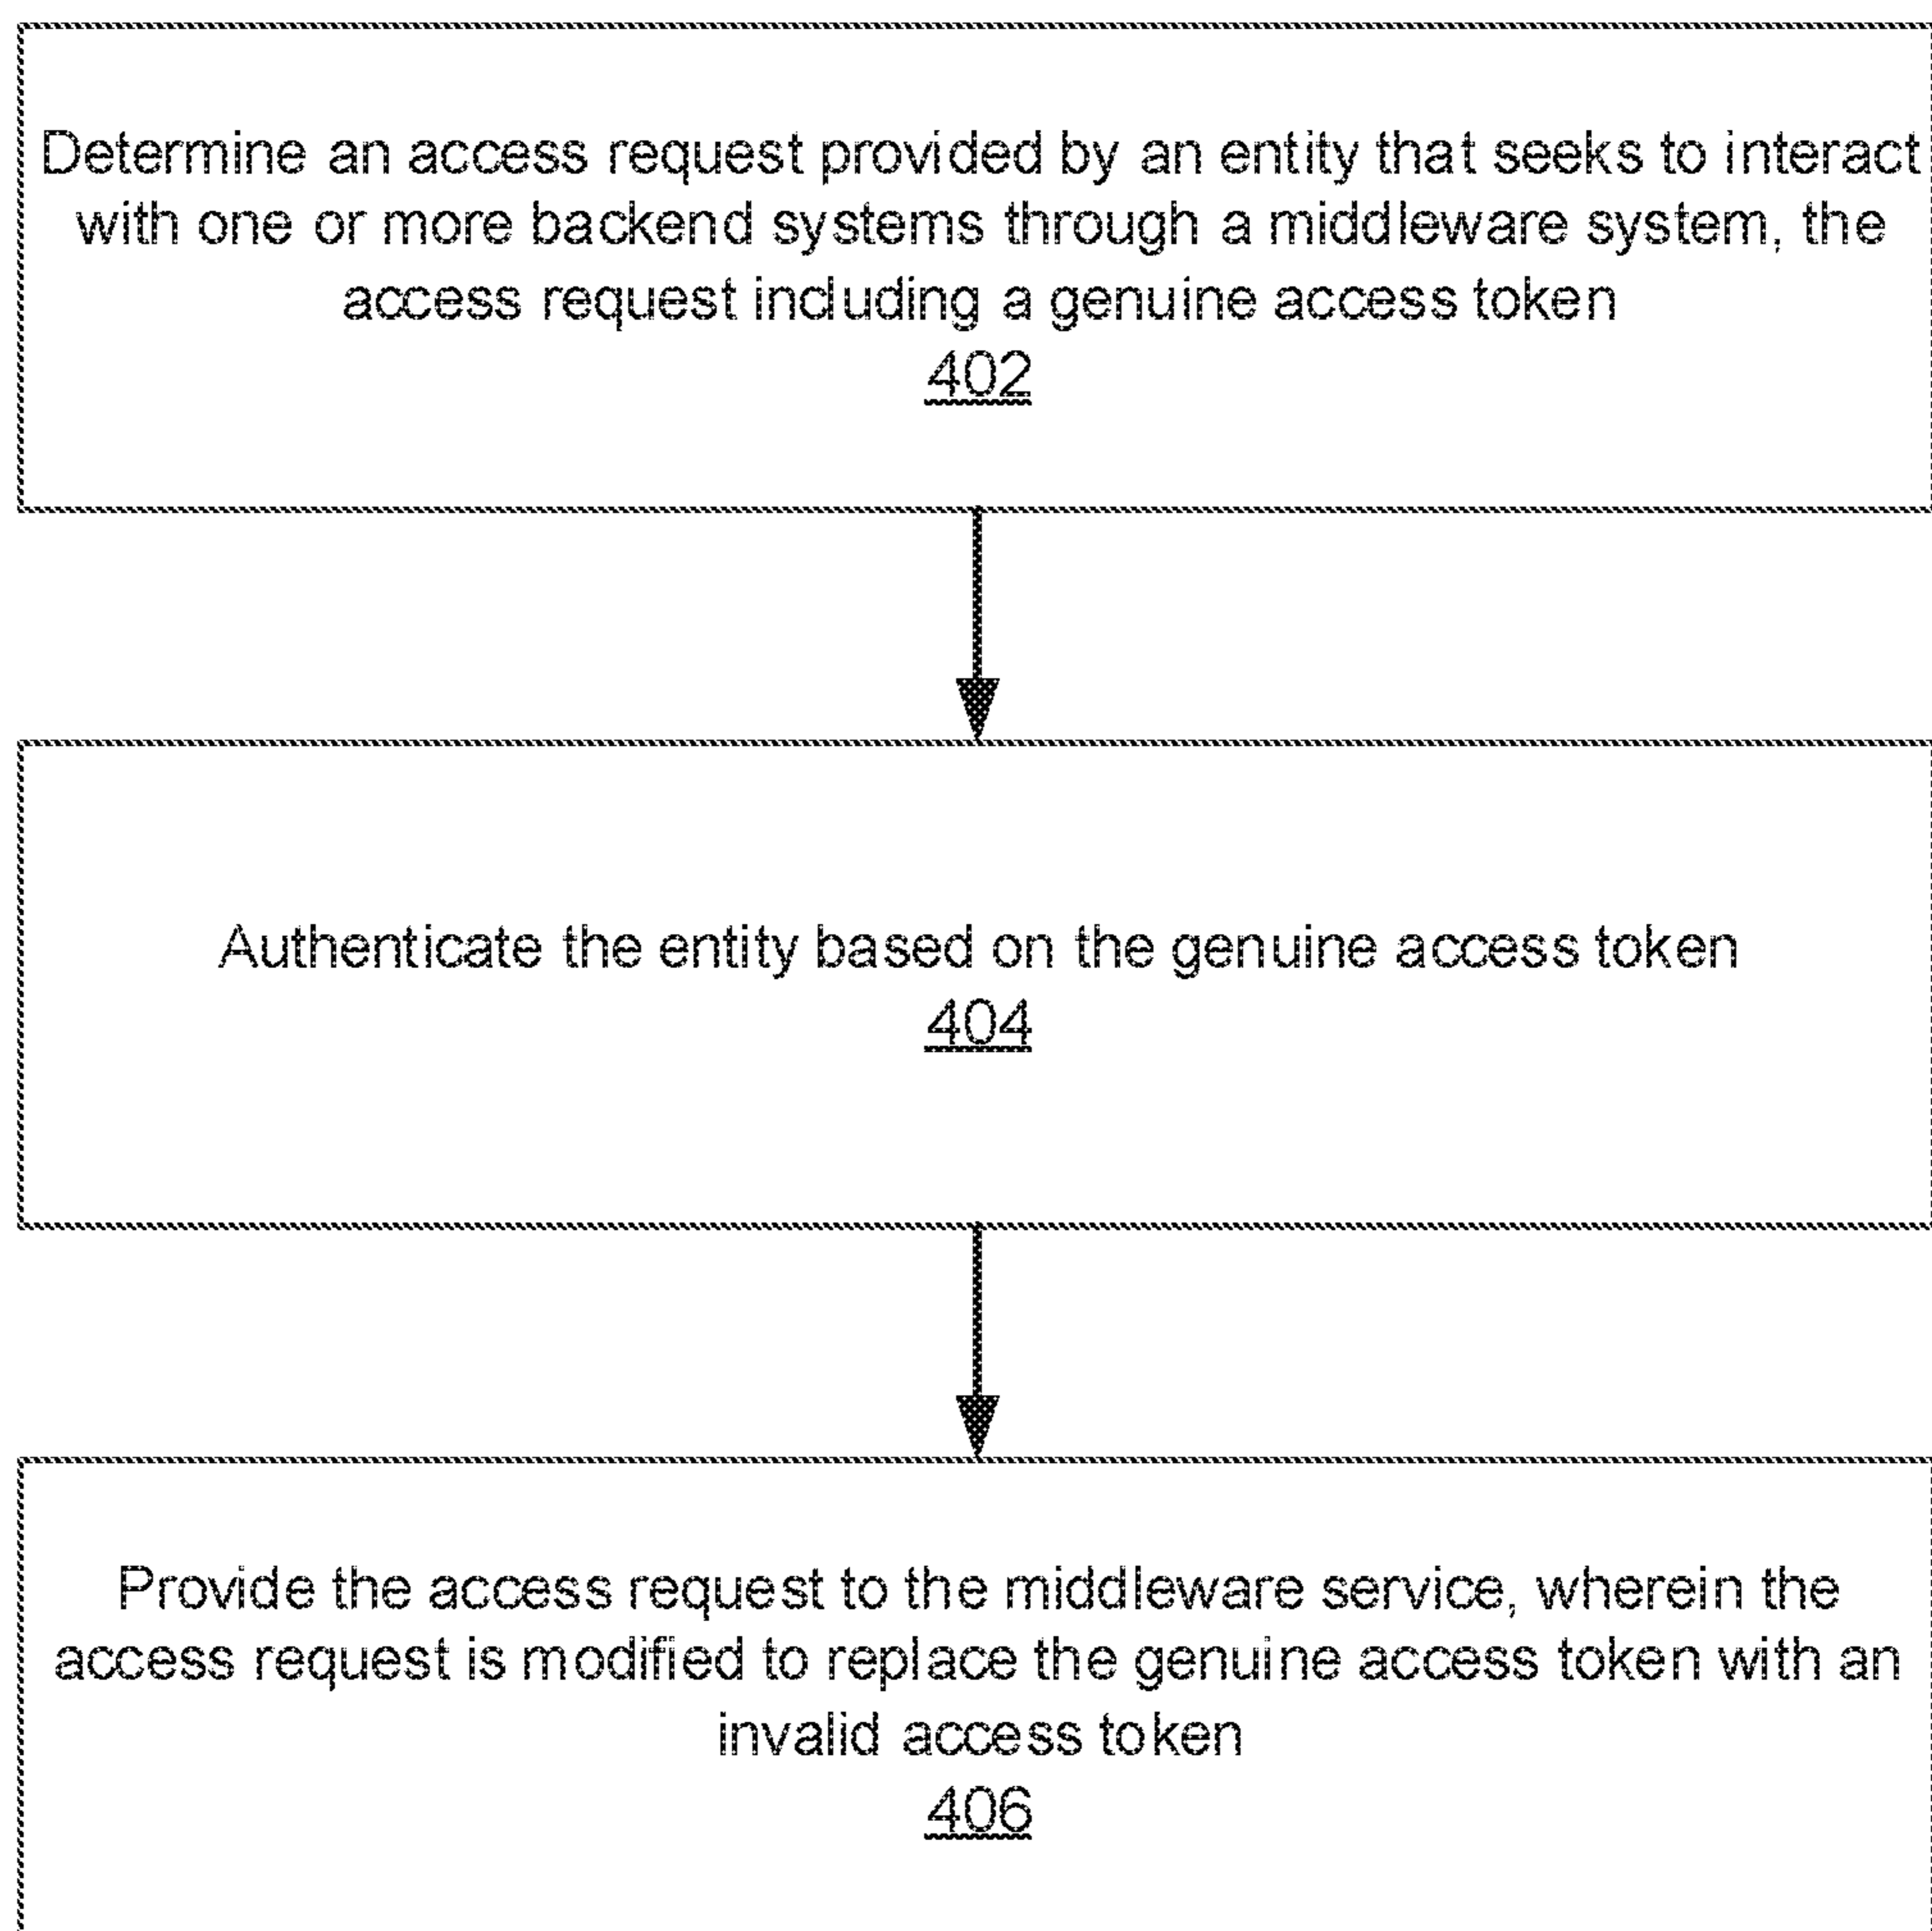 Determine an access request provided by an entity that seeks to interact
with one or more backend systems through a middleware system, the
access request including a genuine access token
402
Authenticate the entity based on the genuine access token
404
Provide the access request to the middleware service, wherein the
access request is modified to replace the genuine access token with an
invalid access token
406